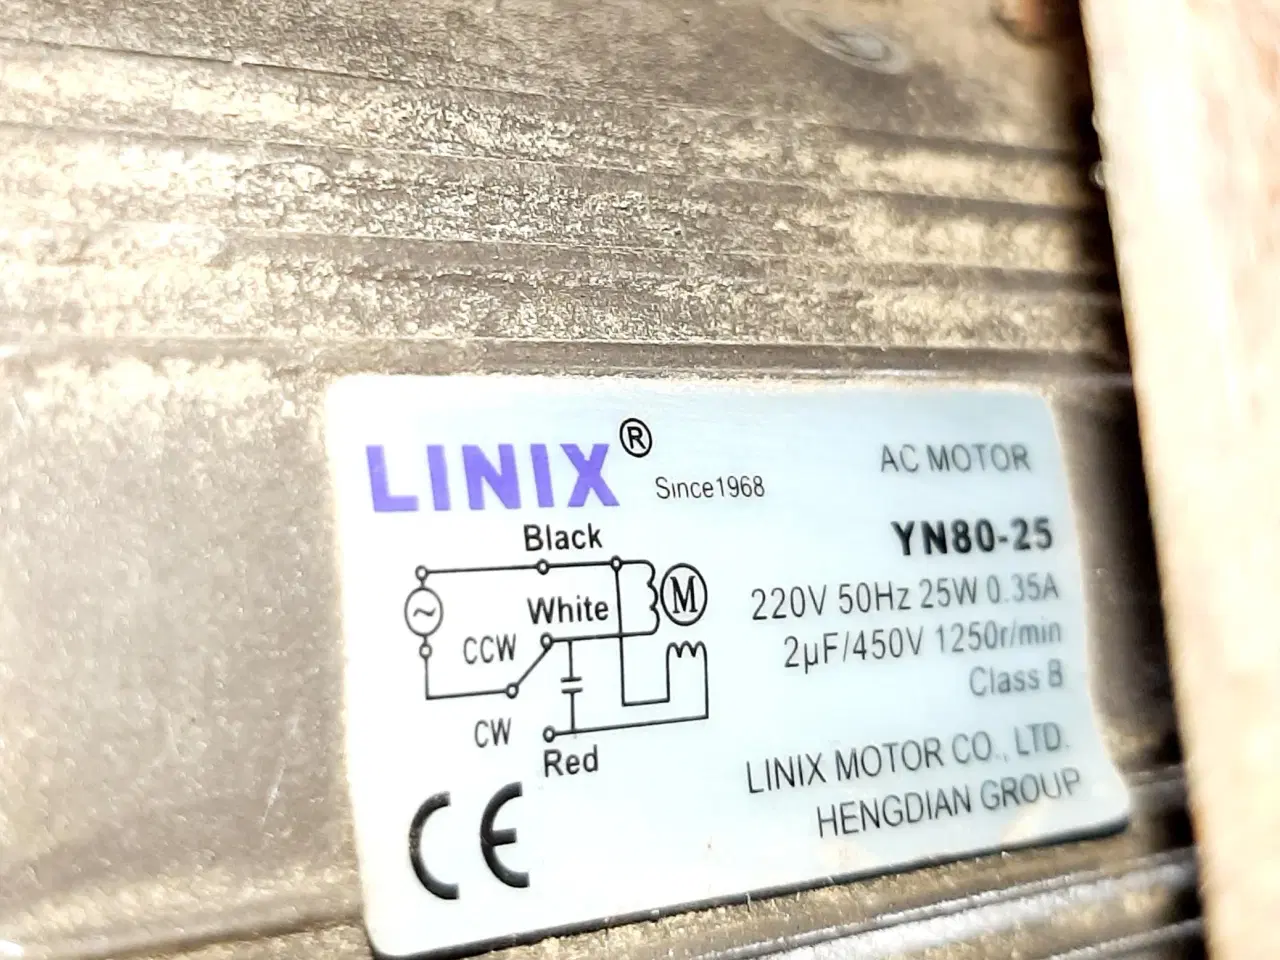 LINIX®
Since1968
AC MOTOR
YN80-25
220V 50Hz 25W 0.35A
2µF/450V 1250r/min
Class B
Black
~
M
White
CCW
CW
Red
LINIX MOTOR CO., LTD.
HENGDIAN GROUP
CE